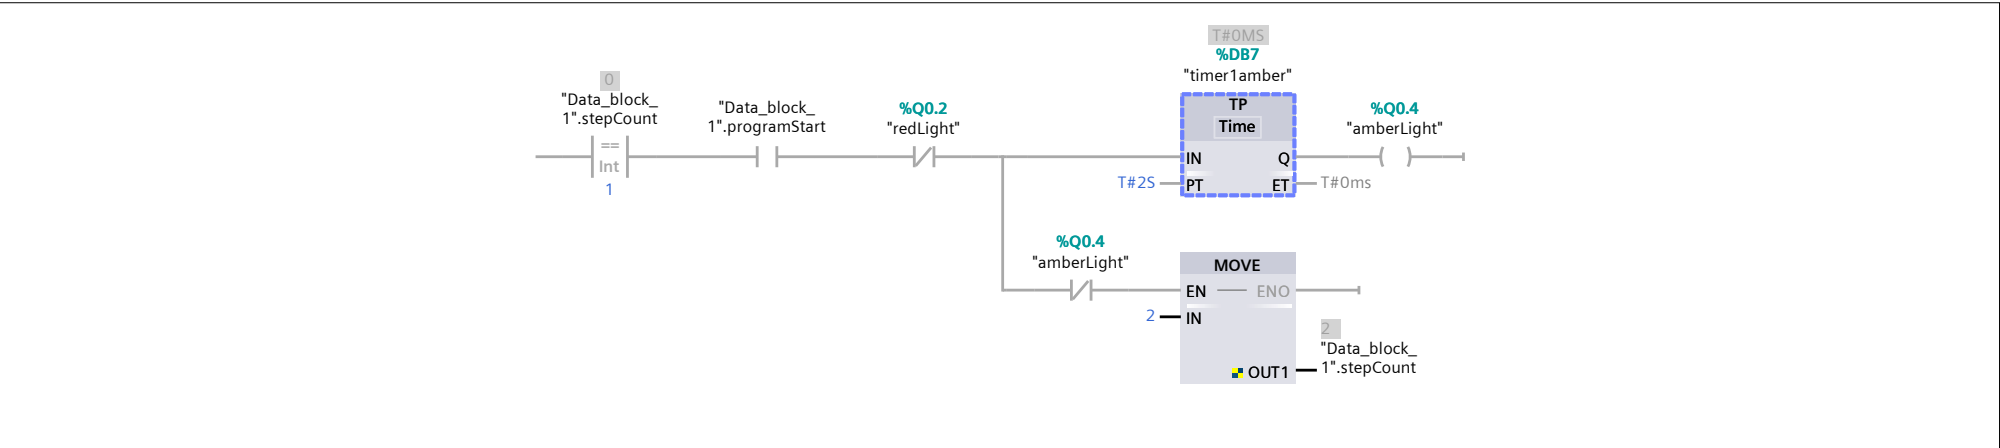 T#0MS
%DB7
"timer1amber"
0
"Data_block_
1".stepCount
"Data_block_
1".programStart
%Q0.2
"redLight"
TP
Time
%Q0.4
"amberLight"
==
Int
1
IN
Q
T#2S
PT
ET
T#0ms
%Q0.4
"amberLight"
MOVE
EN
ENO
2
IN
2
"Data_block_
1".stepCount
OUT1